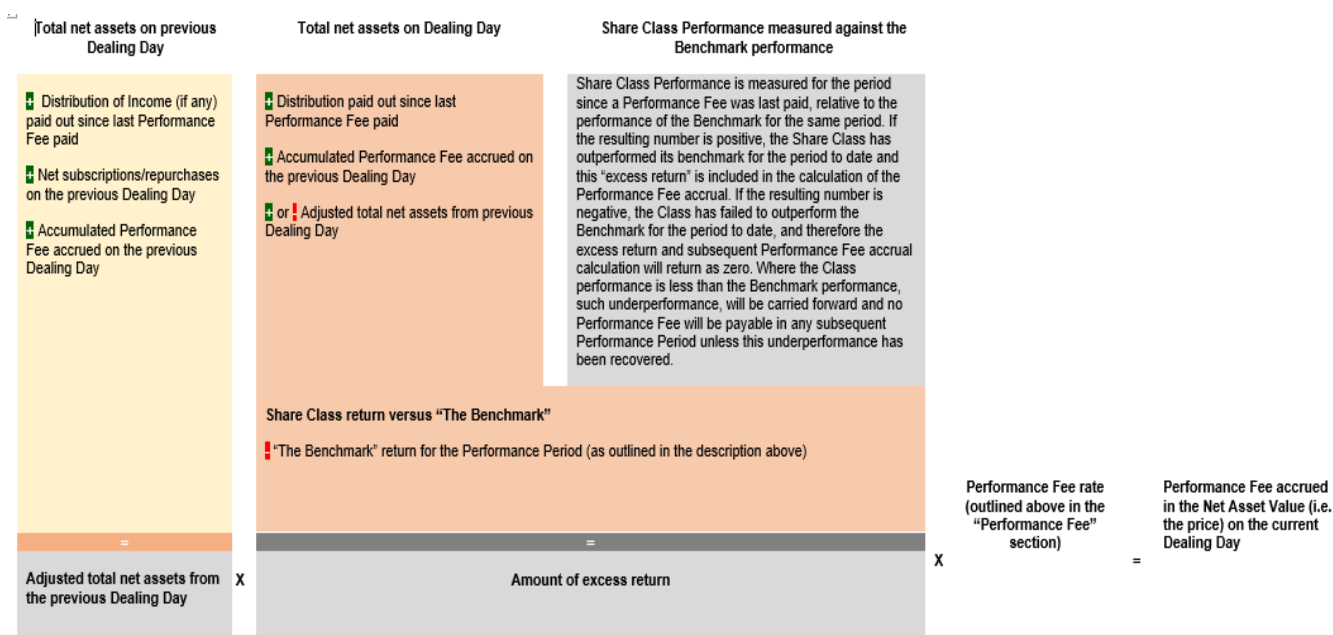 Total net assets on previous
Dealing Day
Total net assets on Dealing Day
Share Class Performance measured against the
Benchmark performance
+ Distribution of Income (if any)
paid out since last Performance
Fee paid
+ Net subscriptions/repurchases
on the previous Dealing Day
+ Accumulated Performance
Fee accrued on the previous
Dealing Day
+ Distribution paid out since last
Performance Fee paid
+ Accumulated Performance Fee accrued on
the previous Dealing Day
+ or ! Adjusted total net assets from previous
Dealing Day
Share Class Performance is measured for the period
since a Performance Fee was last paid, relative to the
performance of the Benchmark for the same period. If
the resulting number is positive, the Share Class has
outperformed its benchmark for the period to date and
this “excess return” is included in the calculation of the
Performance Fee accrual. If the resulting number is
negative, the Class has failed to outperform the
Benchmark for the period to date, and therefore the
excess return and subsequent Performance Fee accrual
calculation will return as zero. Where the Class
performance is less than the Benchmark performance,
such underperformance, will be carried forward and no
Performance Fee will be payable in any subsequent
Performance Period unless this underperformance has
been recovered.
Share Class return versus “The Benchmark”
! “The Benchmark” return for the Performance Period (as outlined in the description above)
=
=
Adjusted total net assets from
the previous Dealing Day
X
Amount of excess return
X
Performance Fee rate
(outlined above in the
“Performance Fee”
section)
=
Performance Fee accrued
in the Net Asset Value (i.e.
the price) on the current
Dealing Day